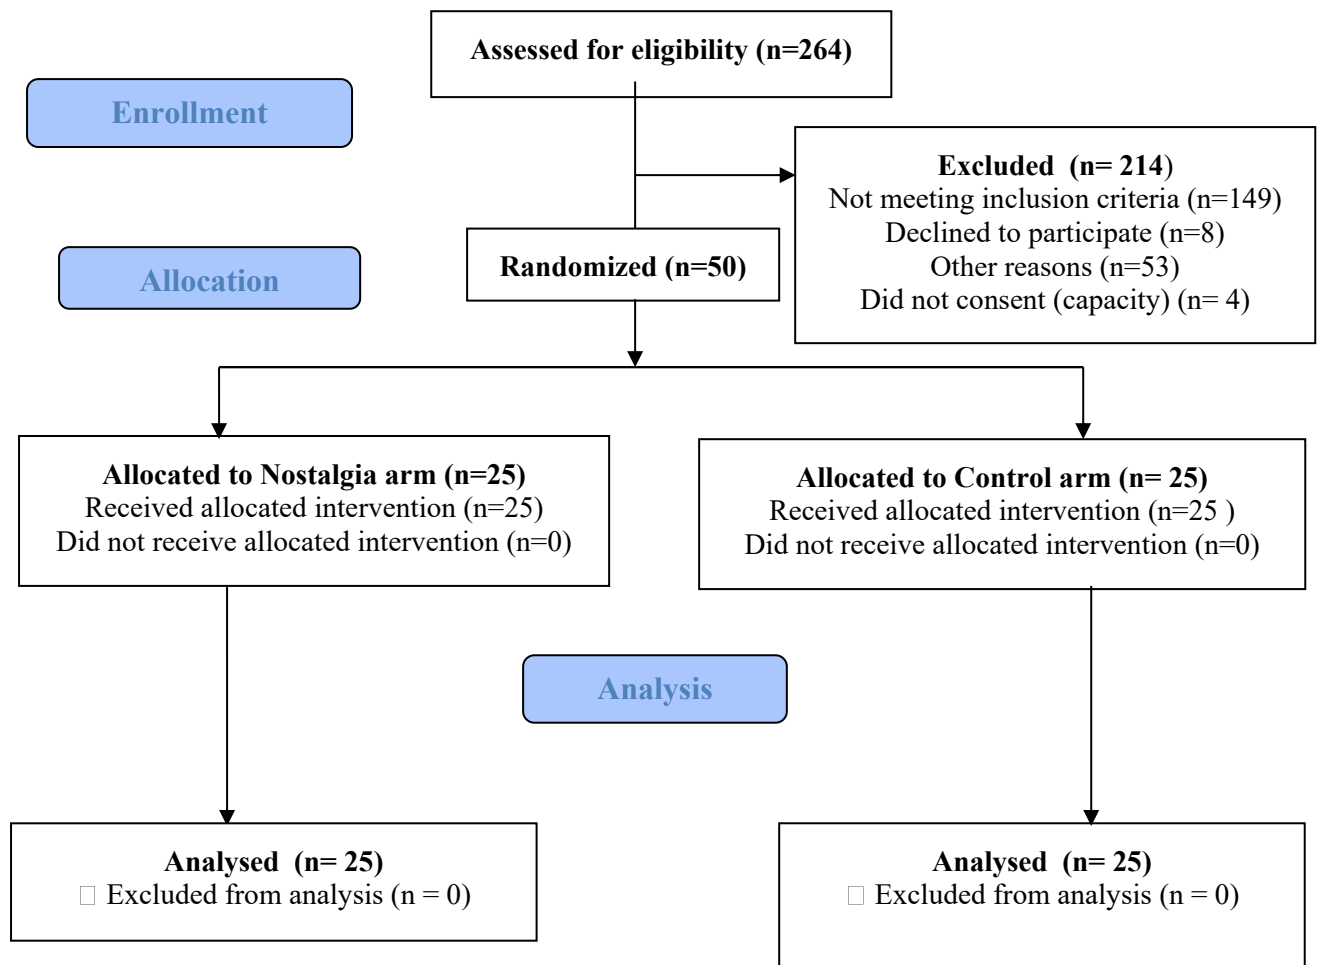 Assessed for eligibility (n=264)
Enrollment
Excluded  (n= 214)
Not meeting inclusion criteria (n=149)
Declined to participate (n=8)
Other reasons (n=53)
Did not consent (capacity) (n= 4)
Randomized (n=50)
Allocation
Allocated to Nostalgia arm (n=25)
Received allocated intervention (n=25)
Did not receive allocated intervention (n=0)
Allocated to Control arm (n= 25)
Received allocated intervention (n=25 )
Did not receive allocated intervention (n=0)
Analysis
Analysed  (n= 25)
□ Excluded from analysis (n = 0)
Analysed  (n= 25)
□ Excluded from analysis (n = 0)